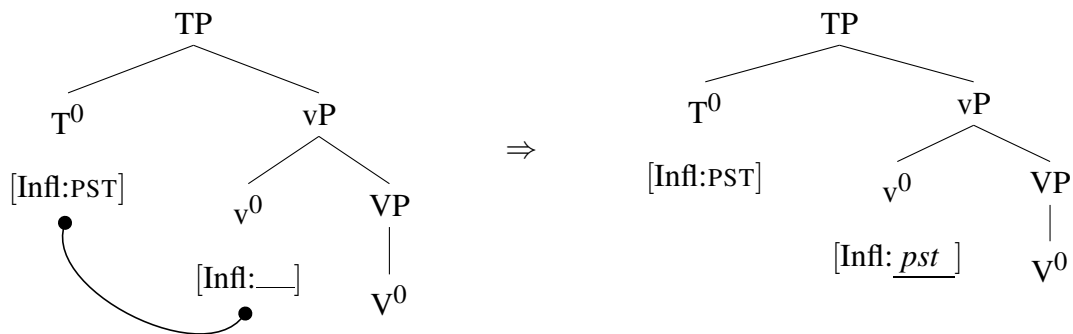 TP TP
T⁰ vP ⇒ T⁰ vP
[Infl:PST] v⁰ VP [Infl:PST] v⁰ VP
[Infl:___] V⁰ [Infl: pst ] V⁰